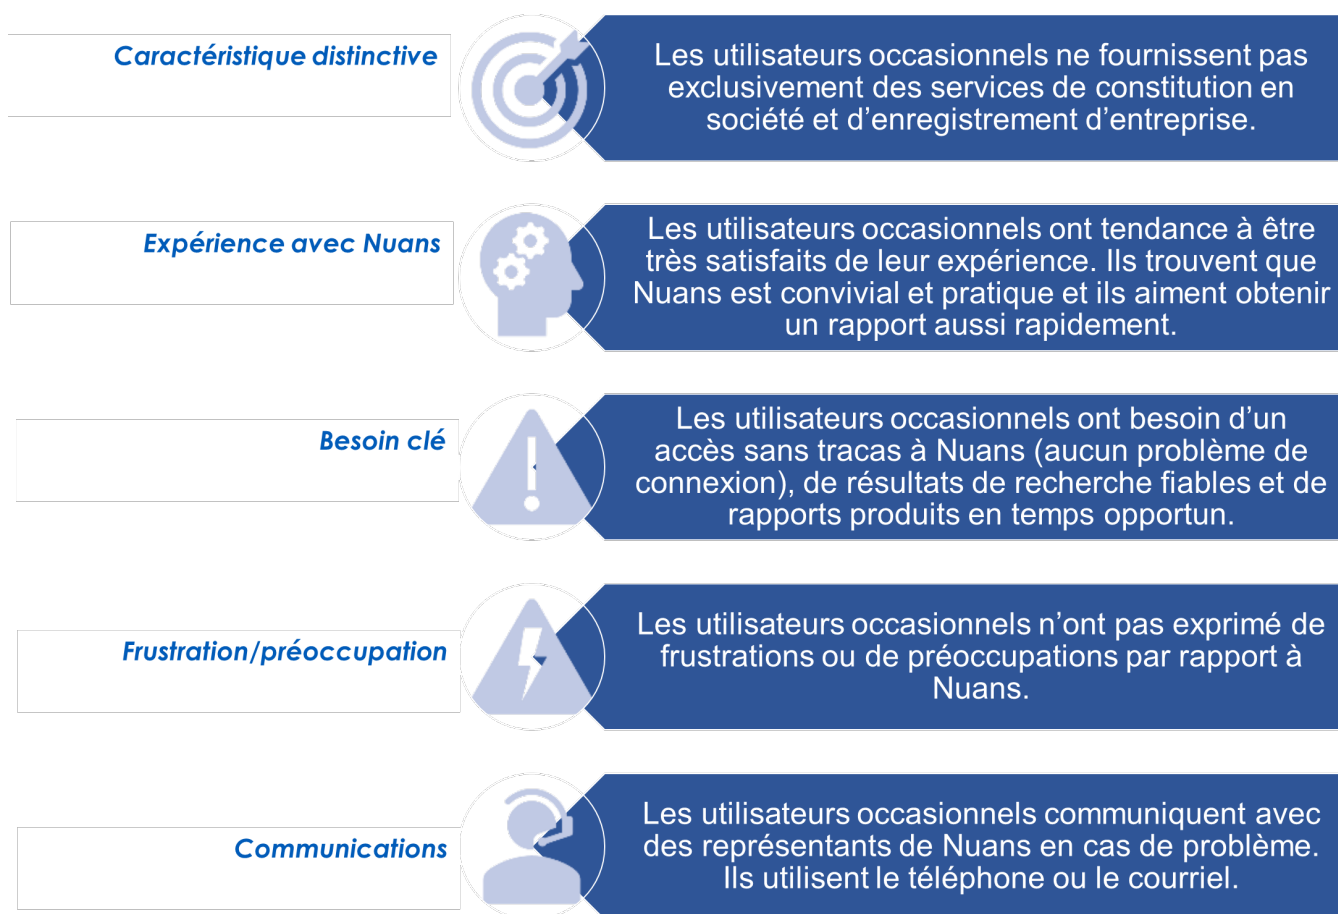 Caractéristique distinctive
Les utilisateurs occasionnels ne fournissent pas
exclusivement des services de constitution en
société et d’enregistrement d’entreprise.
Expérience avec Nuans
Les utilisateurs occasionnels ont tendance à être
très satisfaits de leur expérience. Ils trouvent que
Nuans est convivial et pratique et ils aiment obtenir
un rapport aussi rapidement.
Besoin clé
Les utilisateurs occasionnels ont besoin d’un
accès sans tracas à Nuans (aucun problème de
connexion), de résultats de recherche fiables et de
rapports produits en temps opportun.
Frustration/préoccupation
Les utilisateurs occasionnels n’ont pas exprimé de
frustrations ou de préoccupations par rapport à
Nuans.
Communications
Les utilisateurs occasionnels communiquent avec
des représentants de Nuans en cas de problème.
Ils utilisent le téléphone ou le courriel.